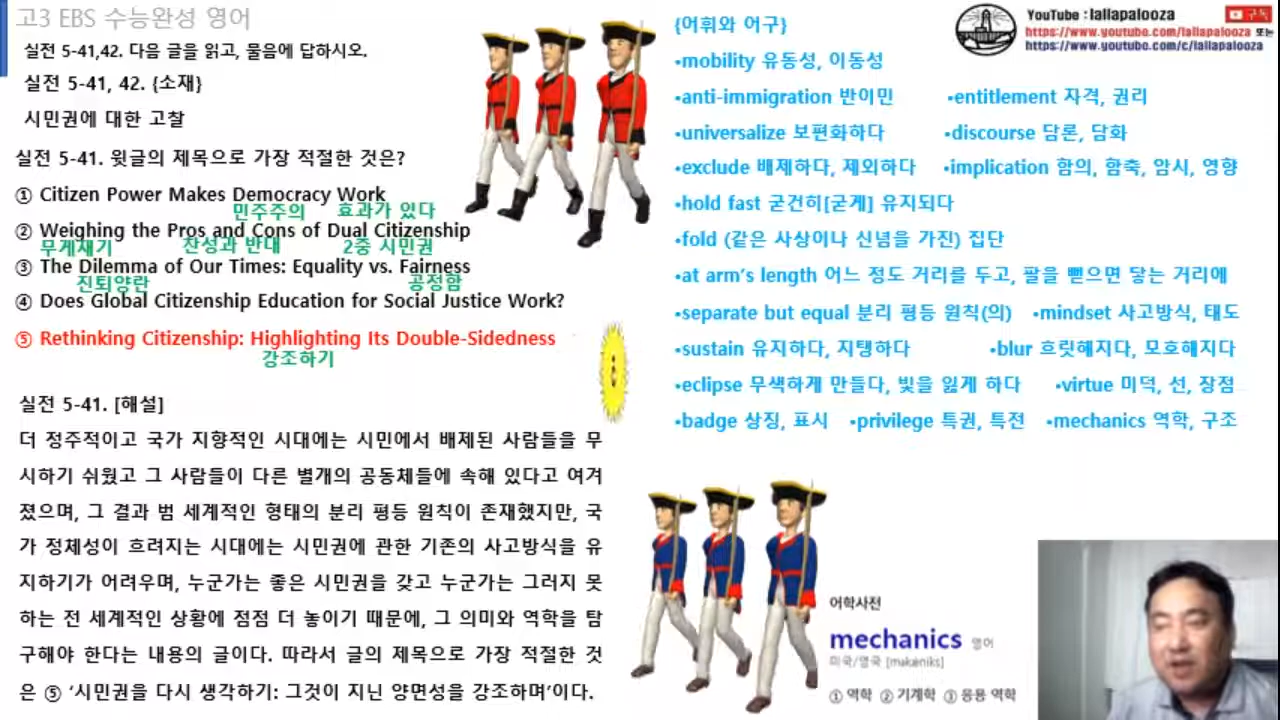 고3 EBS 수능완성 영어
실전 5-41,42. 다음 글을 읽고, 물음에 답하시오.
실전 5-41, 42. {소재}
시민권에 대한 고찰
실전 5-41. 윗글의 제목으로 가장 적절한 것은?
① Citizen Power Makes Democracy Work
민주주의 효과가 있다
② Weighing the Pros and Cons of Dual Citizenship
무게재기 찬성과 반대 2중 시민권
③ The Dilemma of Our Times: Equality vs. Fairness
진퇴양란 공정함
④ Does Global Citizenship Education for Social Justice Work?
⑤ Rethinking Citizenship: Highlighting Its Double-Sidedness
강조하기
실전 5-41. [해설]
더 정주적이고 국가 지향적인 시대에는 시민에서 배제된 사람들을 무
시하기 쉬웠고 그 사람들이 다른 별개의 공동체들에 속해 있다고 여겨
졌으며, 그 결과 범 세계적인 형태의 분리 평등 원칙이 존재했지만, 국
가 정체성이 흐려지는 시대에는 시민권에 관한 기존의 사고방식을 유
지하기가 어려우며, 누군가는 좋은 시민권을 갖고 누군가는 그러지 못
하는 전 세계적인 상황에 점점 더 놓이기 때문에, 그 의미와 역학을 탐
구해야 한다는 내용의 글이다. 따라서 글의 제목으로 가장 적절한 것
은 ⑤ ‘시민권을 다시 생각하기: 그것이 지닌 양면성을 강조하며’이다.
{어휘와 어구}
•mobility 유동성, 이동성
•anti-immigration 반이민 •entitlement 자격, 권리
•universalize 보편화하다 •discourse 담론, 담화
•exclude 배제하다, 제외하다 •implication 함의, 함축, 암시, 영향
•hold fast 굳건히[굳게] 유지되다
•fold (같은 사상이나 신념을 가진) 집단
•at arm’s length 어느 정도 거리를 두고, 팔을 뻗으면 닿는 거리에
•separate but equal 분리 평등 원칙(의) •mindset 사고방식, 태도
•sustain 유지하다, 지탱하다 •blur 흐릿해지다, 모호해지다
•eclipse 무색하게 만들다, 빛을 잃게 하다 •virtue 미덕, 선, 장점
•badge 상징, 표시 •privilege 특권, 특전 •mechanics 역학, 구조
YouTube : lallapalooza 구독
https://www.youtube.com/lallapalooza 또는
https://www.youtube.com/c/lallapalooza
어학사전
mechanics 영어
미국/영국 [məkæniks]
① 역학 ② 기계학 ③ 응용 역학